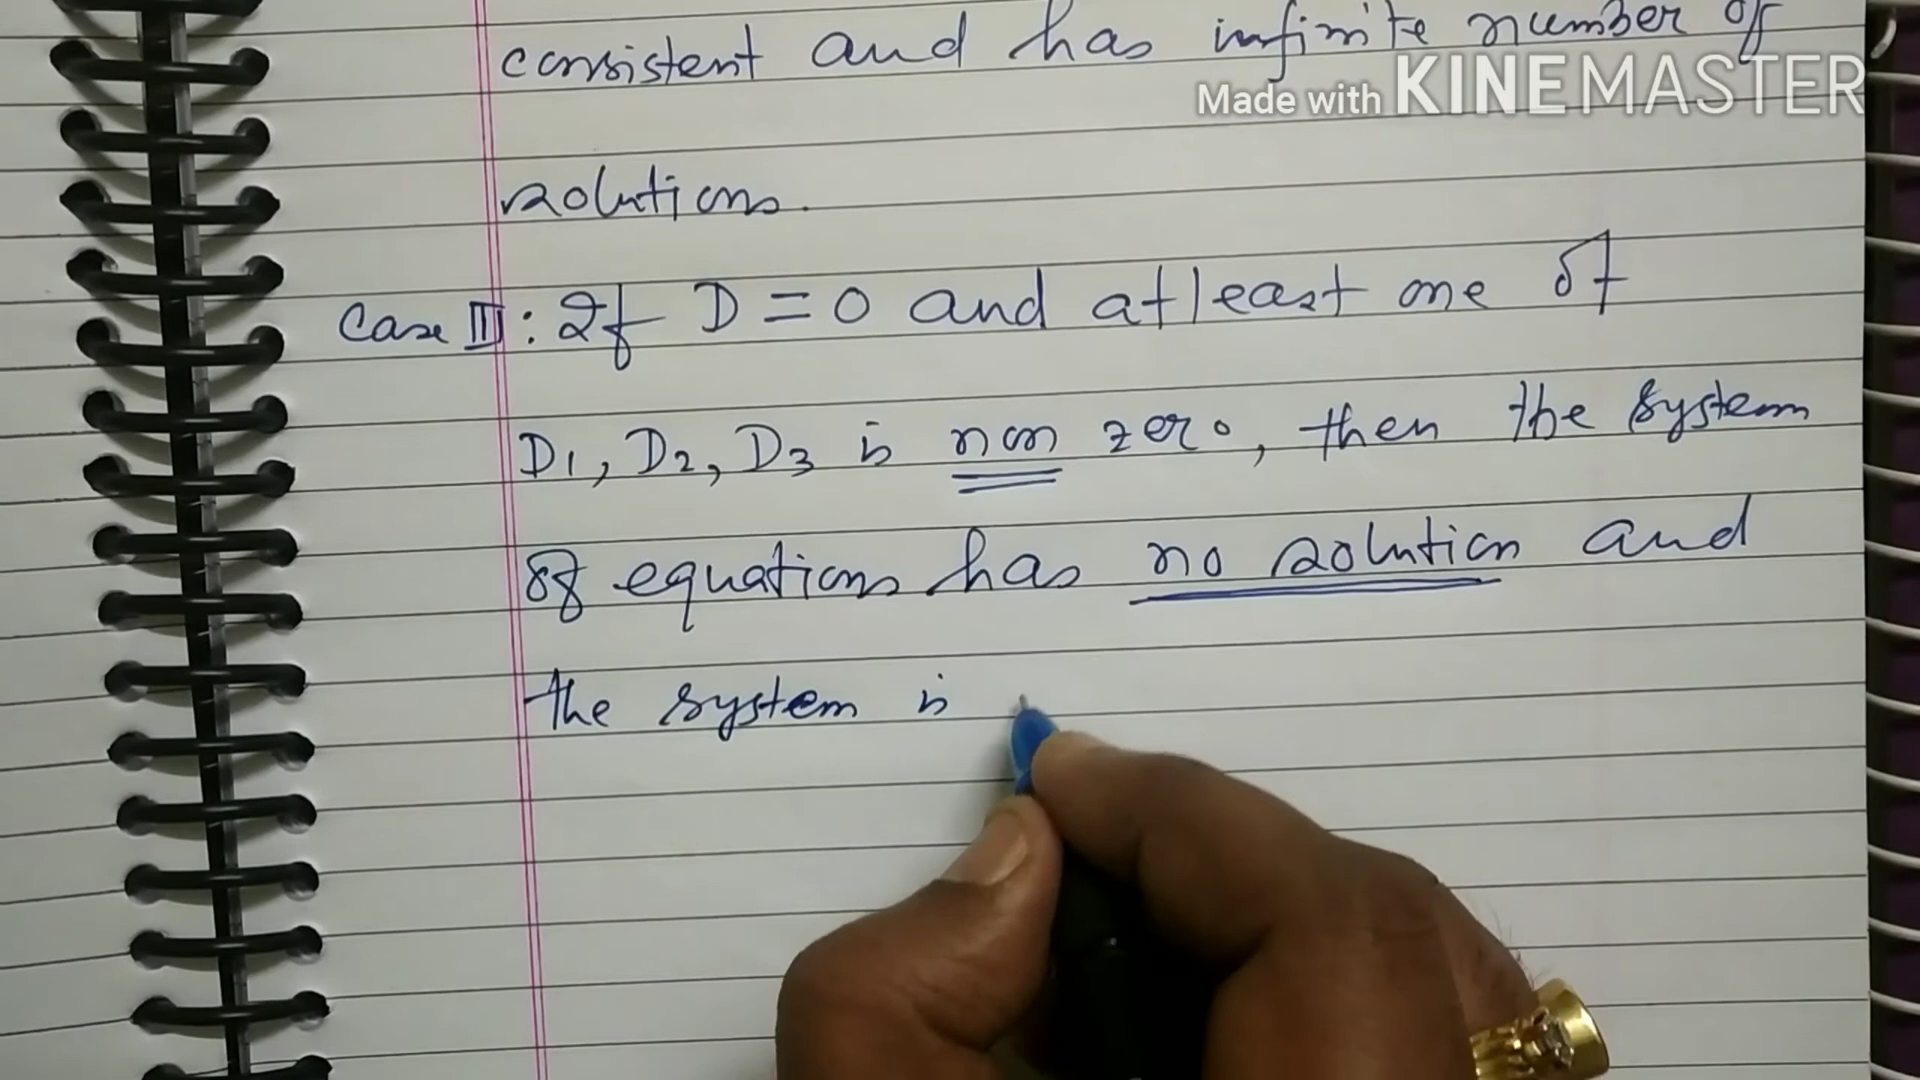 consistent and has infinite number of
Made with KINEMASTER
solutions.
Case III: If D = 0 and atleast one of
D1, D2, D3 is non zero, then the system
of equations has no solution and
the system is